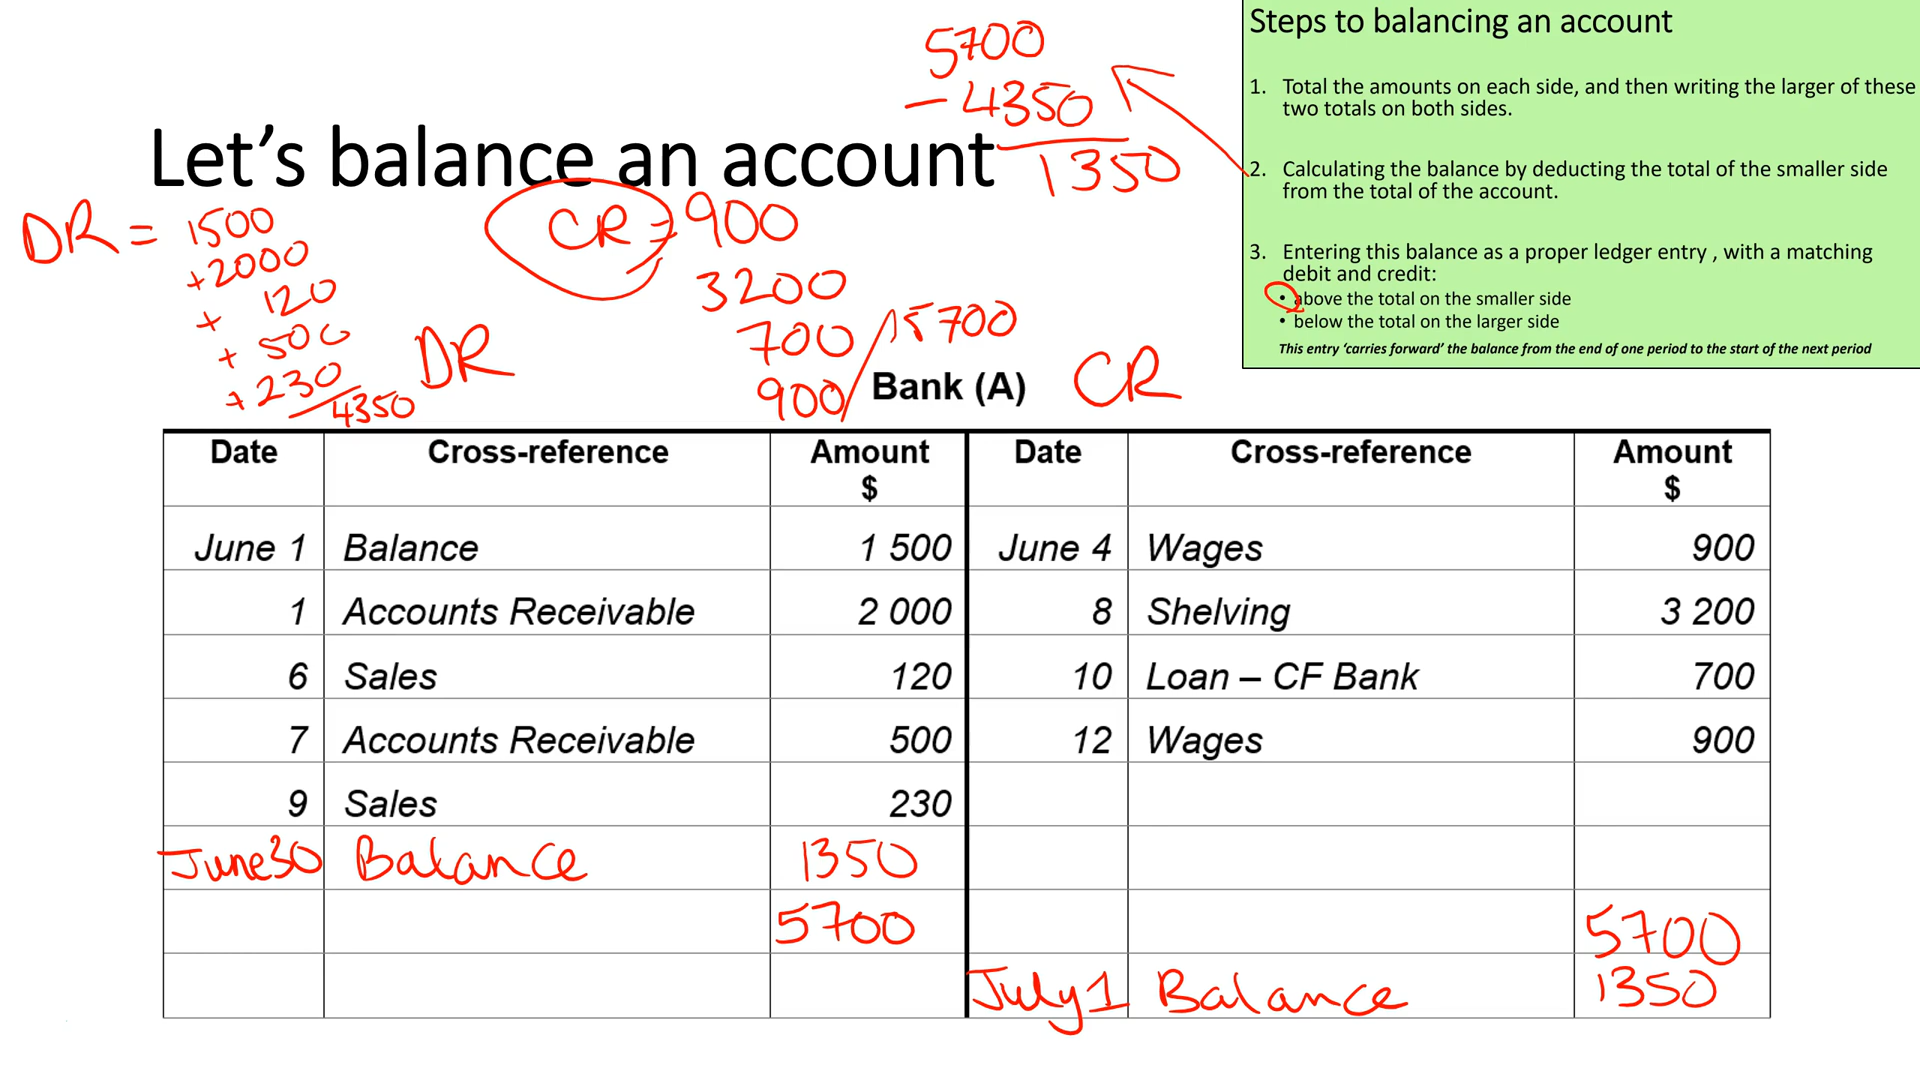 Steps to balancing an account
1. Total the amounts on each side, and then writing the larger of these
two totals on both sides.
2. Calculating the balance by deducting the total of the smaller side
from the total of the account.
3. Entering this balance as a proper ledger entry , with a matching
debit and credit:
• above the total on the smaller side
• below the total on the larger side
This entry ‘carries forward’ the balance from the end of one period to the start of the next period
5700
- 4350
1350
Let’s balance an account
DR = 1500
+2000
+ 120
+ 500
+ 230
4350
CR = 900
3200
700
900
5700
DR
Bank (A)
CR
Date Cross-reference Amount $ Date Cross-reference Amount $
June 1 Balance 1 500 June 4 Wages 900
1 Accounts Receivable 2 000 8 Shelving 3 200
6 Sales 120 10 Loan – CF Bank 700
7 Accounts Receivable 500 12 Wages 900
9 Sales 230
June 30 Balance 1350
5700 5700
July 1 Balance 1350